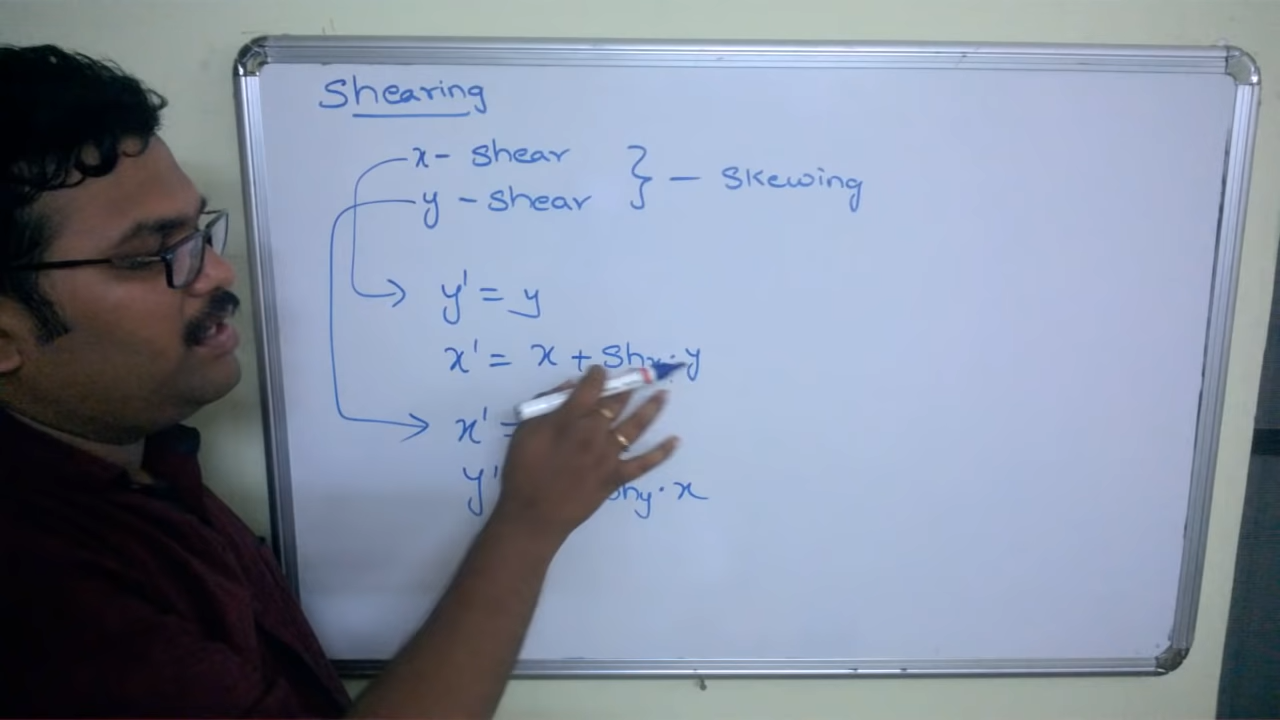 Shearing
x - shear
y - shear } - Skewing
y' = y
x' = x + Shx · y
x' =
y' Shy · x